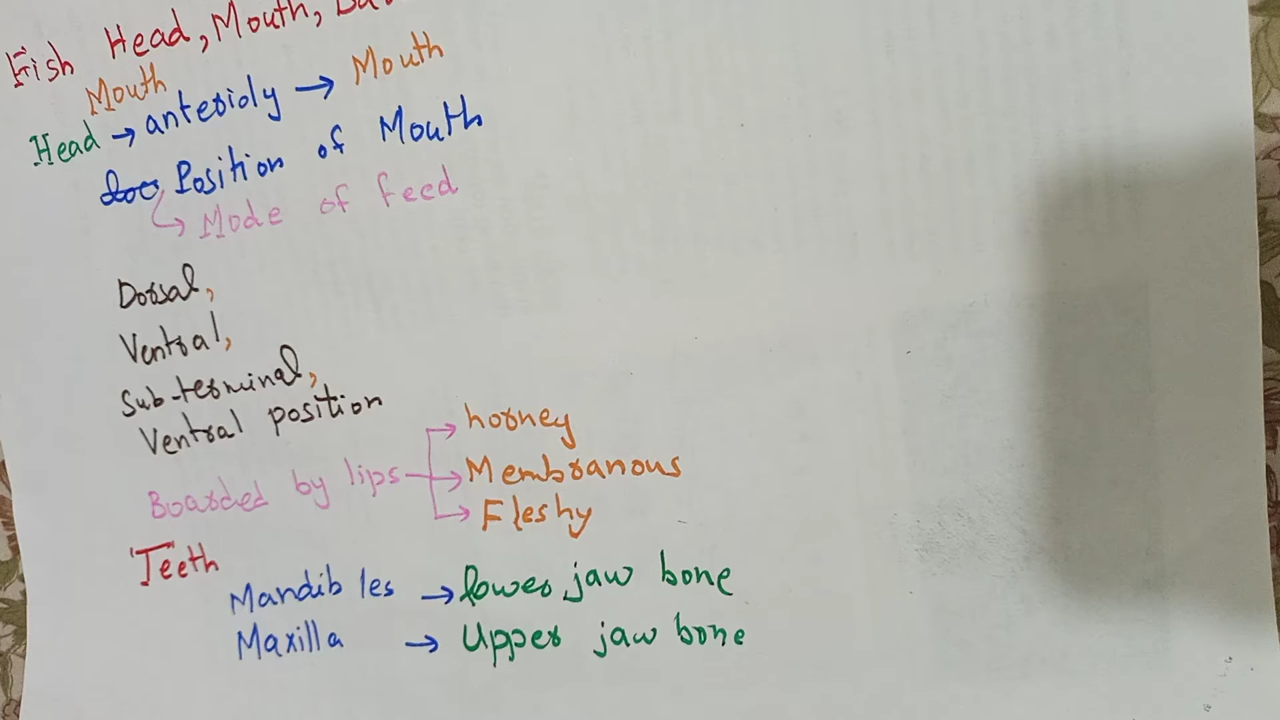 Fish Head, Mouth,
Mouth
Head → anterioly → Mouth
Position of Mouth
↳ Mode of feed
Dorsal,
Ventral,
Sub-terminal,
Ventral position
Boarded by lips → horney
→ Membranous
→ Fleshy
"Teeth
Mandibles → lower jaw bone
Maxilla → Upper jaw bone